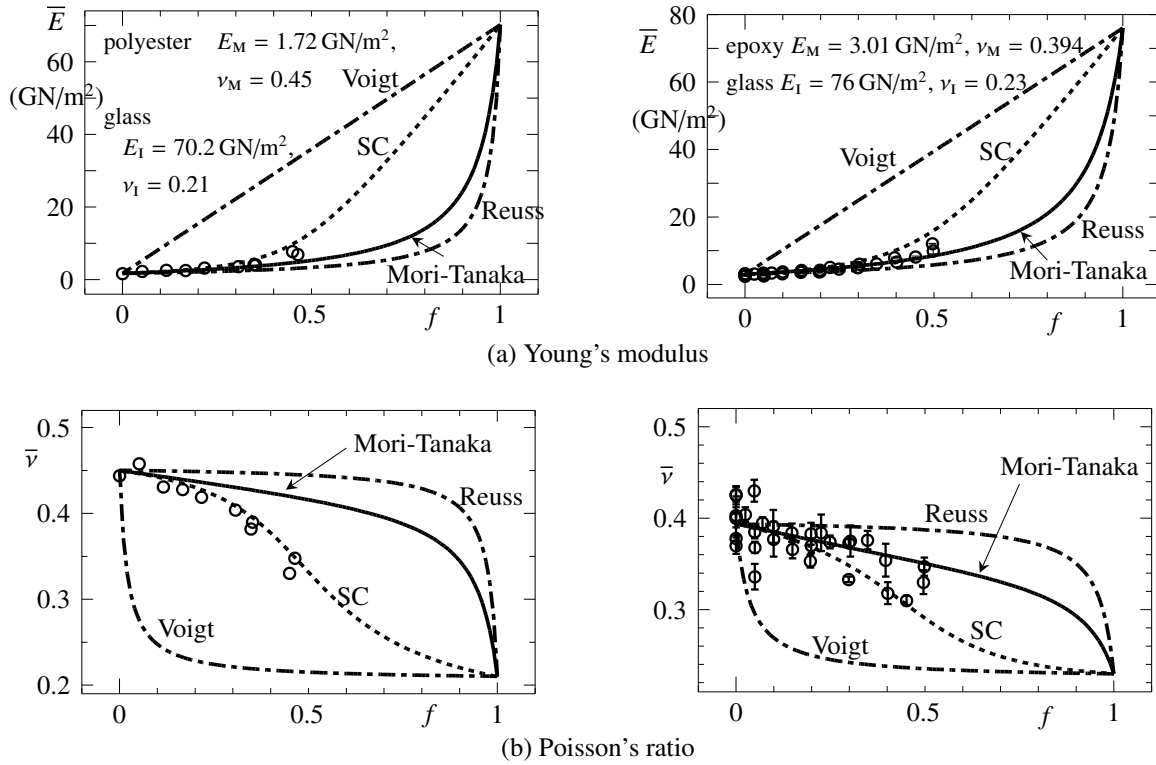 E̅
(GN/m²)
polyester E_M = 1.72 GN/m²,
ν_M = 0.45
glass
E_I = 70.2 GN/m²,
ν_I = 0.21
Voigt
SC
Reuss
Mori-Tanaka
60
40
20
0
0
0.5
f
1
80
E̅
(GN/m²)
epoxy E_M = 3.01 GN/m², ν_M = 0.394
glass E_I = 76 GN/m², ν_I = 0.23
Voigt
SC
Reuss
Mori-Tanaka
60
40
20
0
0
0.5
f
1
(a) Young's modulus
0.5
ν̅
0.4
0.3
0.2
Mori-Tanaka
Reuss
SC
Voigt
0
0.5
f
1
0.5
ν̅
0.4
0.3
Mori-Tanaka
Reuss
SC
Voigt
0
0.5
f
1
(b) Poisson's ratio